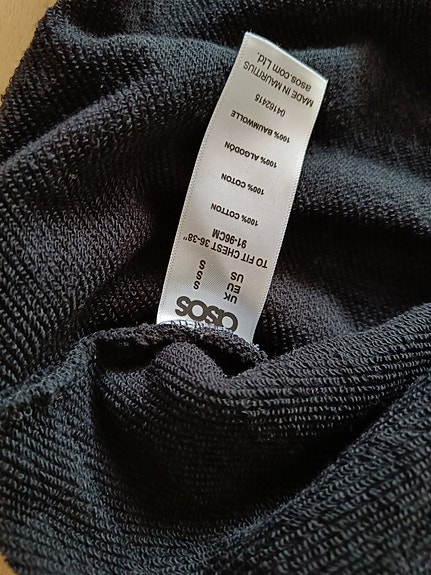 asos
UK S
EU S
US S
TO FIT CHEST 36-38"
91-96CM
100% COTTON
100% COTON
100% ALGODÓN
100% BAUMWOLLE
04162415
MADE IN MAURITIUS
asos.com Ltd.